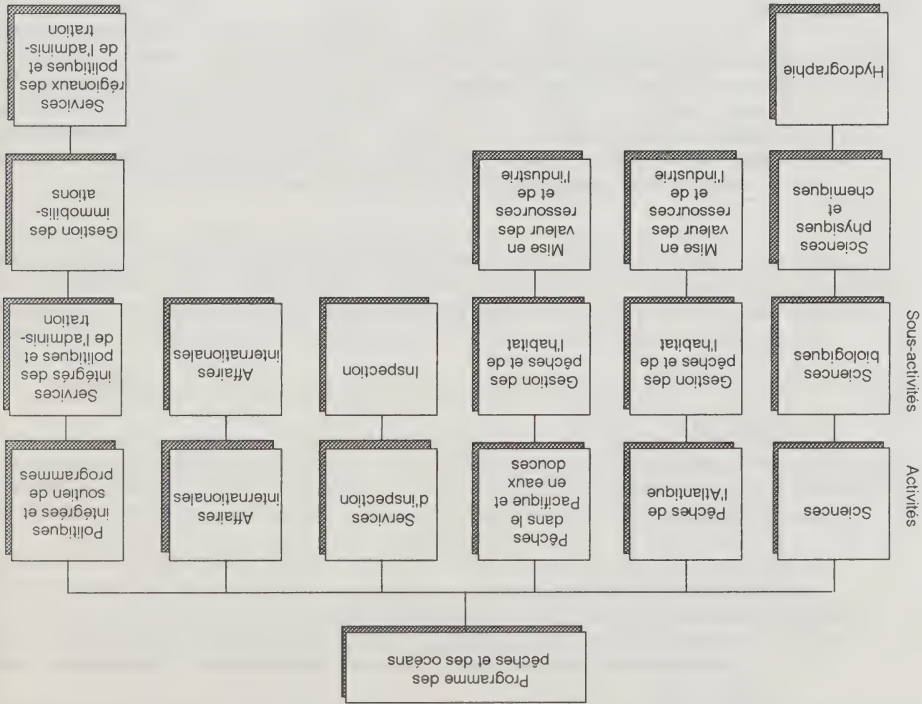 Programme des
pêches et des océans
Activités
Sciences
Pêches de
l'Atlantique
Pêches
dans le
Pacifique et
en eaux
douces
Services
d'inspection
Affaires
internationales
Politiques
intégrées et
soutien de
programmes
Sous-activités
Sciences
biologiques
Gestion des
pêches et de
l'habitat
Gestion des
pêches et de
l'habitat
Inspection
Affaires
internationales
Services
intégrés des
politiques et
de l'adminis-
tration
Sciences
physiques
et
chemiques
Mise en
valeur des
ressources
et de
l'industrie
Mise en
valeur des
ressources
et de
l'industrie
Gestion des
immobilis-
ations
Hydrographie
Services
régionaux des
politiques et
de l'adminis-
tration